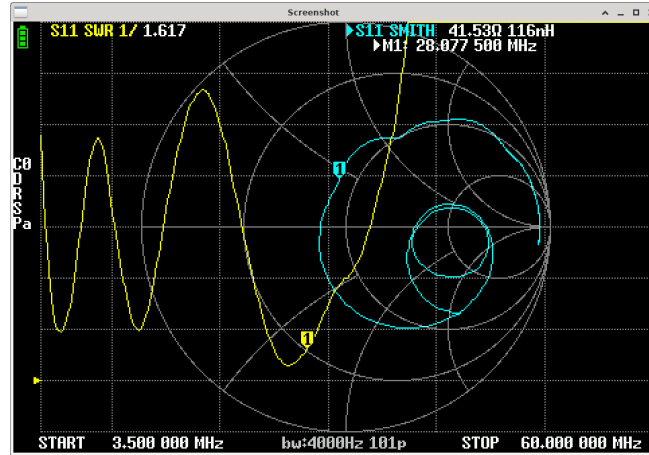 Screenshot
S11 SWR 1/ 1.617
S11 SMITH 41.53Ω 116nH
M1: 28.077 500 MHz
C0
D
R
S
Pa
1
1
START 3.500 000 MHz bw:4000Hz 101p STOP 60.000 000 MHz